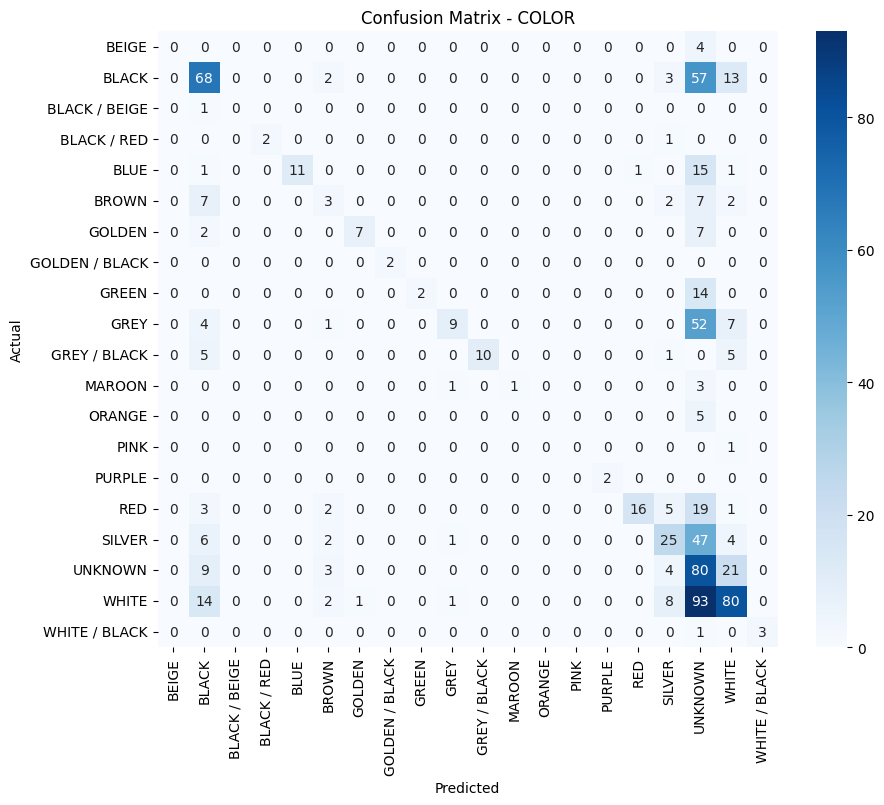 Confusion Matrix - COLOR
BEIGE 0 0 0 0 0 0 0 0 0 0 0 0 0 0 0 0 0 4 0 0
BLACK 0 68 0 0 0 2 0 0 0 0 0 0 0 0 0 0 3 57 13 0
80
BLACK / BEIGE 0 1 0 0 0 0 0 0 0 0 0 0 0 0 0 0 0 0 0 0
BLACK / RED 0 0 0 2 0 0 0 0 0 0 0 0 0 0 0 0 1 0 0 0
BLUE 0 1 0 0 11 0 0 0 0 0 0 0 0 0 0 1 0 15 1 0
BROWN 0 7 0 0 0 3 0 0 0 0 0 0 0 0 0 0 2 7 2 0
60
GOLDEN 0 2 0 0 0 0 7 0 0 0 0 0 0 0 0 0 0 7 0 0
GOLDEN / BLACK 0 0 0 0 0 0 0 2 0 0 0 0 0 0 0 0 0 0 0 0
GREEN 0 0 0 0 0 0 0 0 2 0 0 0 0 0 0 0 0 14 0 0
Actual
GREY 0 4 0 0 0 1 0 0 0 9 0 0 0 0 0 0 0 52 7 0
GREY / BLACK 0 5 0 0 0 0 0 0 0 0 10 0 0 0 0 0 1 0 5 0
40
MAROON 0 0 0 0 0 0 0 0 0 1 0 1 0 0 0 0 0 3 0 0
ORANGE 0 0 0 0 0 0 0 0 0 0 0 0 0 0 0 0 0 5 0 0
PINK 0 0 0 0 0 0 0 0 0 0 0 0 0 0 0 0 0 0 1 0
PURPLE 0 0 0 0 0 0 0 0 0 0 0 0 0 0 2 0 0 0 0 0
RED 0 3 0 0 0 2 0 0 0 0 0 0 0 0 0 16 5 19 1 0
20
SILVER 0 6 0 0 0 2 0 0 0 1 0 0 0 0 0 0 25 47 4 0
UNKNOWN 0 9 0 0 0 3 0 0 0 0 0 0 0 0 0 0 4 80 21 0
WHITE 0 14 0 0 0 2 1 0 0 1 0 0 0 0 0 0 8 93 80 0
WHITE / BLACK 0 0 0 0 0 0 0 0 0 0 0 0 0 0 0 0 0 1 0 3
0
BEIGE BLACK BLACK / BEIGE BLACK / RED BLUE BROWN GOLDEN GOLDEN / BLACK GREEN GREY GREY / BLACK MAROON ORANGE PINK PURPLE RED SILVER UNKNOWN WHITE WHITE / BLACK
Predicted